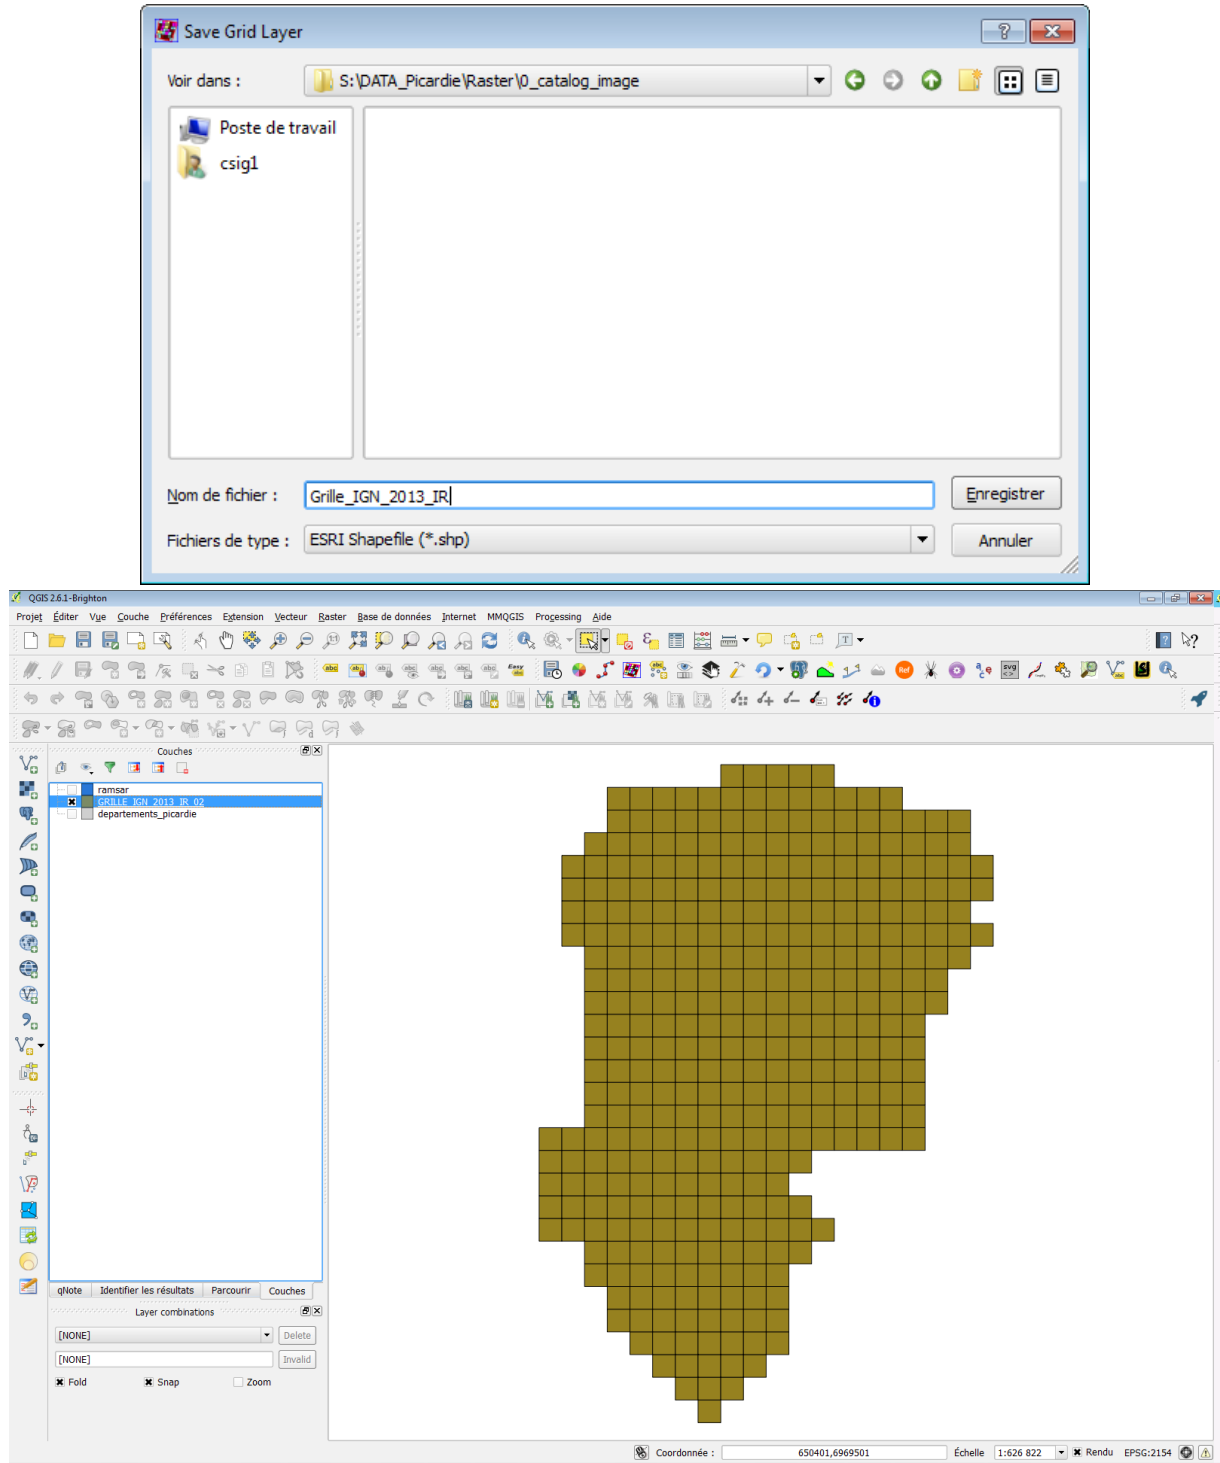 Save Grid Layer
Voir dans :
S:\DATA_Picardie\Raster\0_catalog_image
Poste de travail
csig1
Nom de fichier :
Grille_IGN_2013_IR
Enregistrer
Fichiers de type :
ESRI Shapefile (*.shp)
Annuler
QGIS 2.6.1-Brighton
Projet Éditer Vue Couche Préférences Extension Vecteur Raster Base de données Internet MMQGIS Processing Aide
Couches
ramsar
GRILLE_IGN_2013_IR_02
departements_picardie
qNote Identifier les résultats Parcourir Couches
Layer combinations
[NONE]
Delete
[NONE]
Invalid
Fold Snap Zoom
Coordonnée : 650401,6969501 Échelle 1:626 822 Rendu EPSG:2154